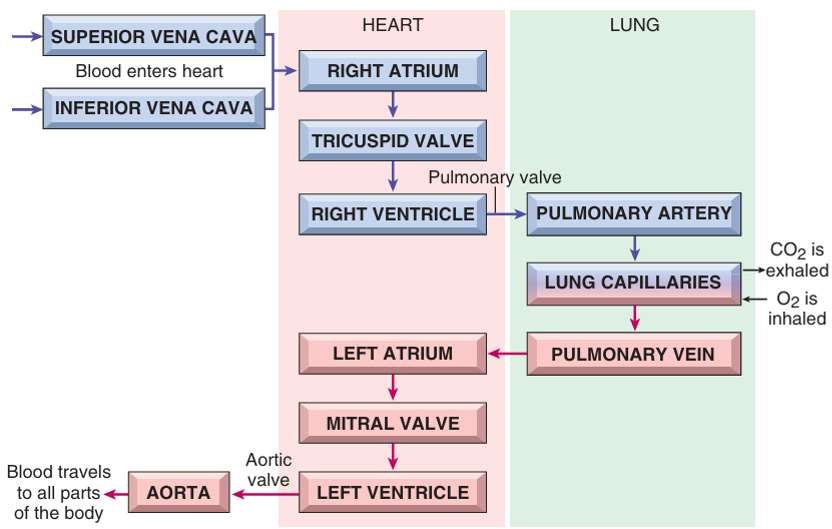 HEART
LUNG
SUPERIOR VENA CAVA
Blood enters heart
INFERIOR VENA CAVA
RIGHT ATRIUM
TRICUSPID VALVE
Pulmonary valve
RIGHT VENTRICLE
PULMONARY ARTERY
CO2 is
exhaled
LUNG CAPILLARIES
O2 is
inhaled
LEFT ATRIUM
PULMONARY VEIN
MITRAL VALVE
Aortic
valve
LEFT VENTRICLE
AORTA
Blood travels
to all parts
of the body